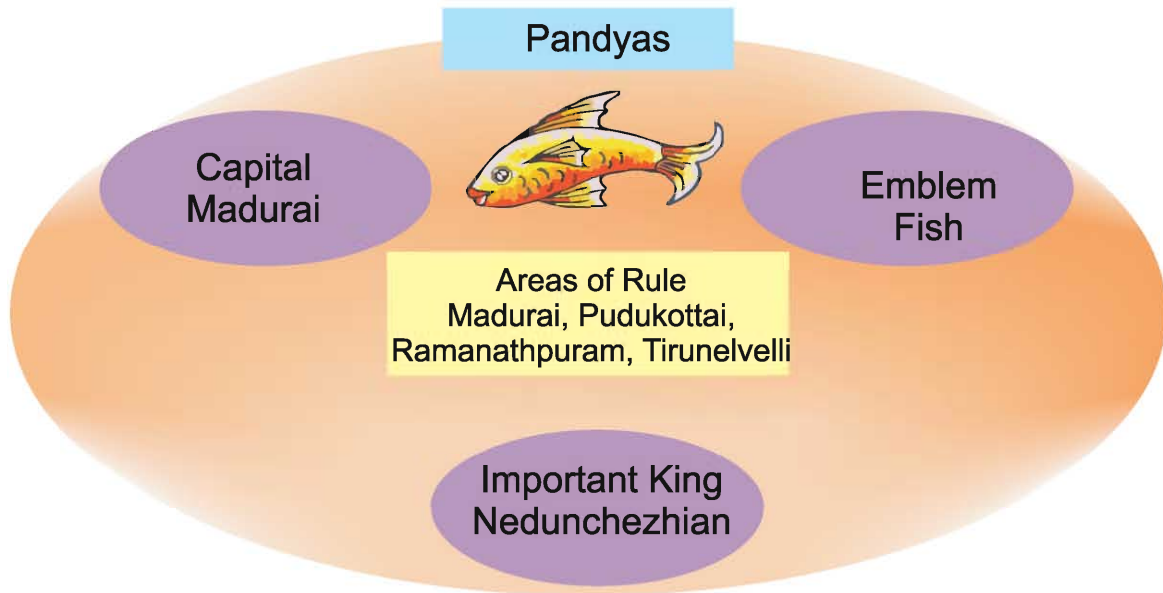 Pandyas
Capital
Madurai
Emblem
Fish
Areas of Rule
Madurai, Pudukottai,
Ramanathpuram, Tirunelvelli
Important King
Nedunchezhian